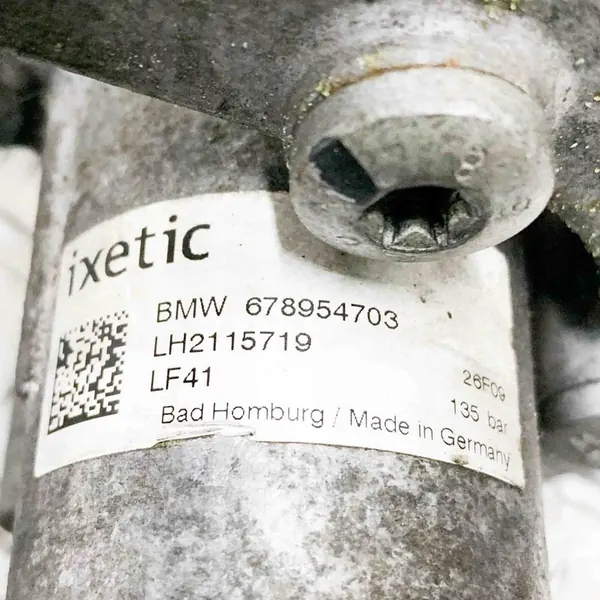 ixetic
BMW 678954703
LH2115719
LF41
26F09
135 bar
Bad Homburg / Made in Germany